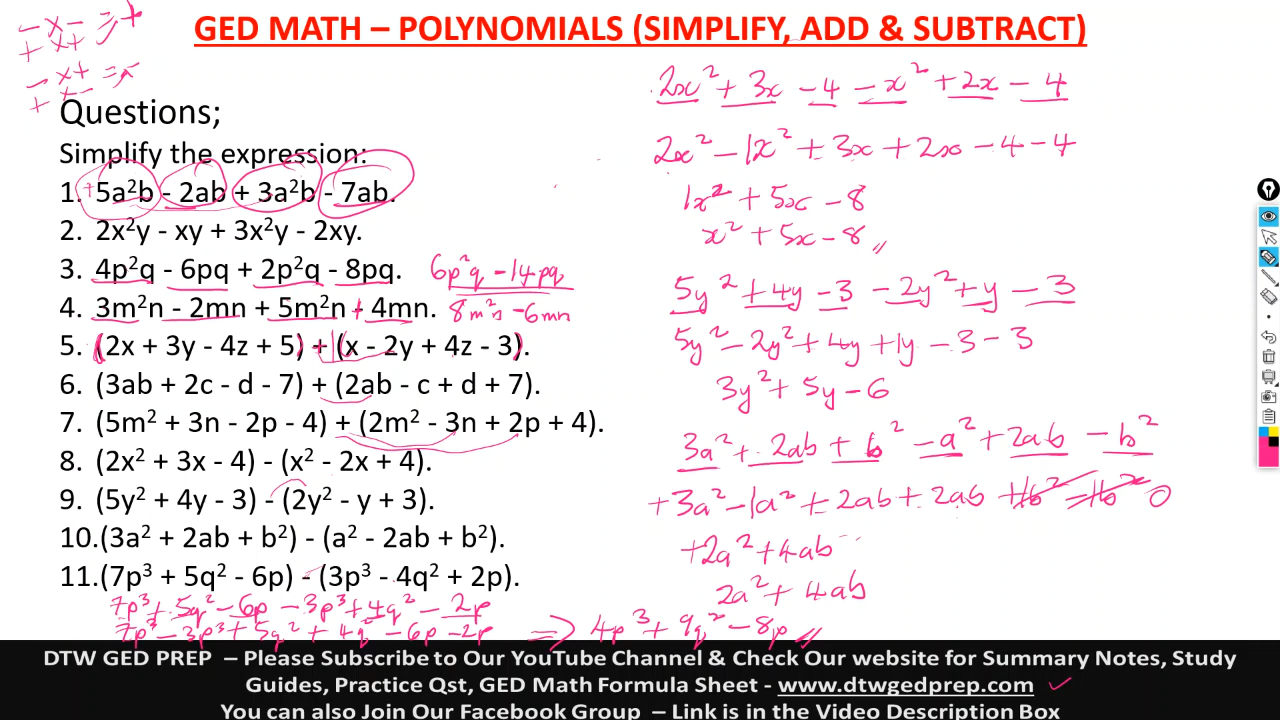 GED MATH – POLYNOMIALS (SIMPLIFY, ADD & SUBTRACT)
- x - => +
+ x +
- x + = -
+ x -
Questions;
Simplify the expression:
1. +5a²b - 2ab + 3a²b - 7ab.
2. 2x²y - xy + 3x²y - 2xy.
3. 4p²q - 6pq + 2p²q - 8pq. 6p²q - 14pq
4. 3m²n - 2mn + 5m²n + 4mn. 8m²n - 6mn
5. (2x + 3y - 4z + 5) + 1(x - 2y + 4z - 3).
6. (3ab + 2c - d - 7) + (2ab - c + d + 7).
7. (5m² + 3n - 2p - 4) + (2m² - 3n + 2p + 4).
8. (2x² + 3x - 4) - (x² - 2x + 4).
9. (5y² + 4y - 3) - (2y² - y + 3).
10.(3a² + 2ab + b²) - (a² - 2ab + b²).
11.(7p³ + 5q² - 6p) - (3p³ - 4q² + 2p).
7p³ + 5q² - 6p - 3p³ + 4q² - 2p
7p³ - 3p³ + 5q² + 4q² - 6p - 2p => 4p³ + 9q² - 8p //
2x² + 3x - 4 - x² + 2x - 4
2x² - 1x² + 3x + 2x - 4 - 4
1x² + 5x - 8
x² + 5x - 8 //
5y² + 4y - 3 - 2y² + y - 3
5y² - 2y² + 4y + 1y - 3 - 3
3y² + 5y - 6
3a² + 2ab + b² - a² + 2ab - b²
+3a² - 1a² + 2ab + 2ab + 1b² - 1b² 0
+2a² + 4ab
2a² + 4ab
DTW GED PREP – Please Subscribe to Our YouTube Channel & Check Our website for Summary Notes, Study
Guides, Practice Qst, GED Math Formula Sheet - www.dtwgedprep.com ✓
You can also Join Our Facebook Group – Link is in the Video Description Box